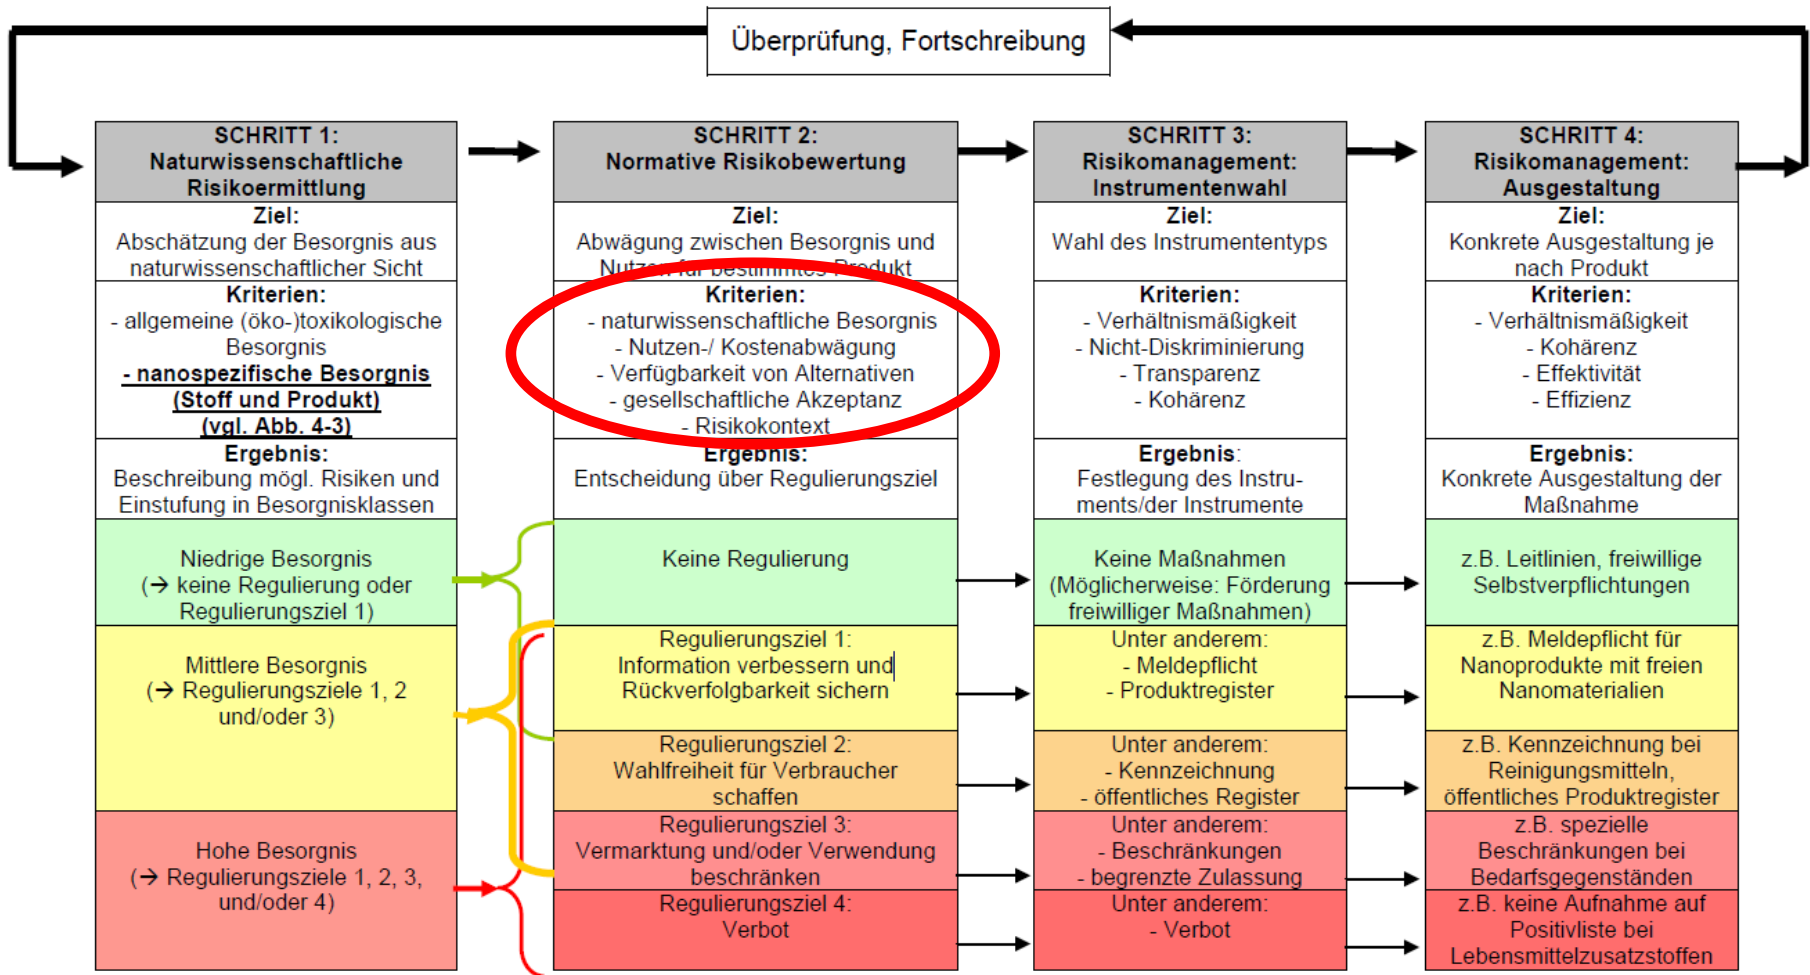 Überprüfung, Fortschreibung
SCHRITT 1:
Naturwissenschaftliche
Risikoermittlung
Ziel:
Abschätzung der Besorgnis aus
naturwissenschaftlicher Sicht
Kriterien:
- allgemeine (öko-)toxikologische
Besorgnis
- nanospezifische Besorgnis
(Stoff und Produkt)
(vgl. Abb. 4-3)
Ergebnis:
Beschreibung mögl. Risiken und
Einstufung in Besorgnisklassen
Niedrige Besorgnis
(→ keine Regulierung oder
Regulierungsziel 1)
Mittlere Besorgnis
(→ Regulierungsziele 1, 2
und/oder 3)
Hohe Besorgnis
(→ Regulierungsziele 1, 2, 3,
und/oder 4)
SCHRITT 2:
Normative Risikobewertung
Ziel:
Abwägung zwischen Besorgnis und
Nutzen für bestimmtes Produkt
Kriterien:
- naturwissenschaftliche Besorgnis
- Nutzen-/ Kostenabwägung
- Verfügbarkeit von Alternativen
- gesellschaftliche Akzeptanz
- Risikokontext
Ergebnis:
Entscheidung über Regulierungsziel
Keine Regulierung
Regulierungsziel 1:
Information verbessern und
Rückverfolgbarkeit sichern
Regulierungsziel 2:
Wahlfreiheit für Verbraucher
schaffen
Regulierungsziel 3:
Vermarktung und/oder Verwendung
beschränken
Regulierungsziel 4:
Verbot
SCHRITT 3:
Risikomanagement:
Instrumentenwahl
Ziel:
Wahl des Instrumententyps
Kriterien:
- Verhältnismäßigkeit
- Nicht-Diskriminierung
- Transparenz
- Kohärenz
Ergebnis:
Festlegung des Instru-
ments/der Instrumente
Keine Maßnahmen
(Möglicherweise: Förderung
freiwilliger Maßnahmen)
Unter anderem:
- Meldepflicht
- Produktregister
Unter anderem:
- Kennzeichnung
- öffentliches Register
Unter anderem:
- Beschränkungen
- begrenzte Zulassung
Unter anderem:
- Verbot
SCHRITT 4:
Risikomanagement:
Ausgestaltung
Ziel:
Konkrete Ausgestaltung je
nach Produkt
Kriterien:
- Verhältnismäßigkeit
- Kohärenz
- Effektivität
- Effizienz
Ergebnis:
Konkrete Ausgestaltung der
Maßnahme
z.B. Leitlinien, freiwillige
Selbstverpflichtungen
z.B. Meldepflicht für
Nanoprodukte mit freien
Nanomaterialien
z.B. Kennzeichnung bei
Reinigungsmitteln,
öffentliches Produktregister
z.B. spezielle
Beschränkungen bei
Bedarfsgegenständen
z.B. keine Aufnahme auf
Positivliste bei
Lebensmittelzusatzstoffen